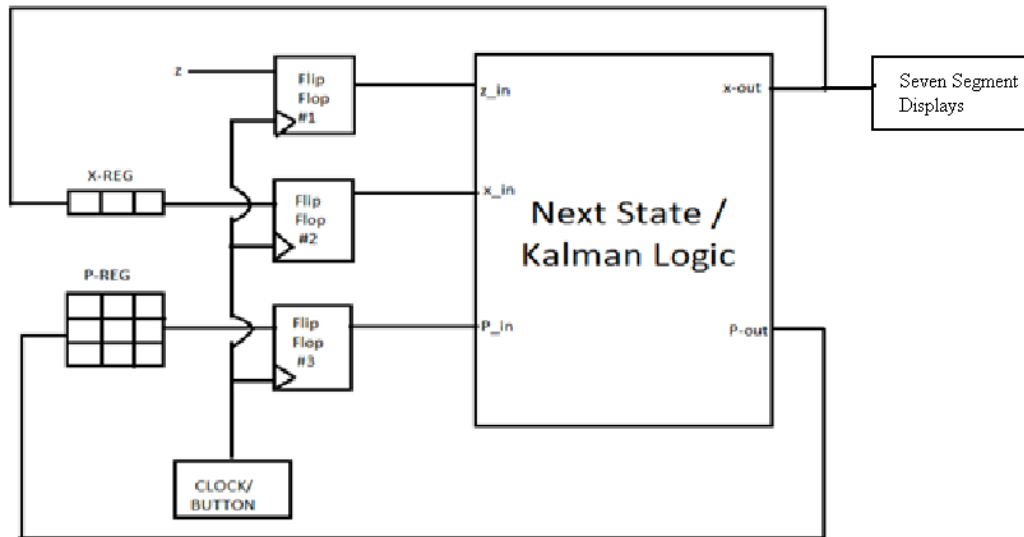 z
Flip
Flop
#1
z_in
x-out
Seven Segment
Displays
X-REG
Flip
Flop
#2
x_in
Next State /
Kalman Logic
P-REG
Flip
Flop
#3
P_in
P-out
CLOCK/
BUTTON